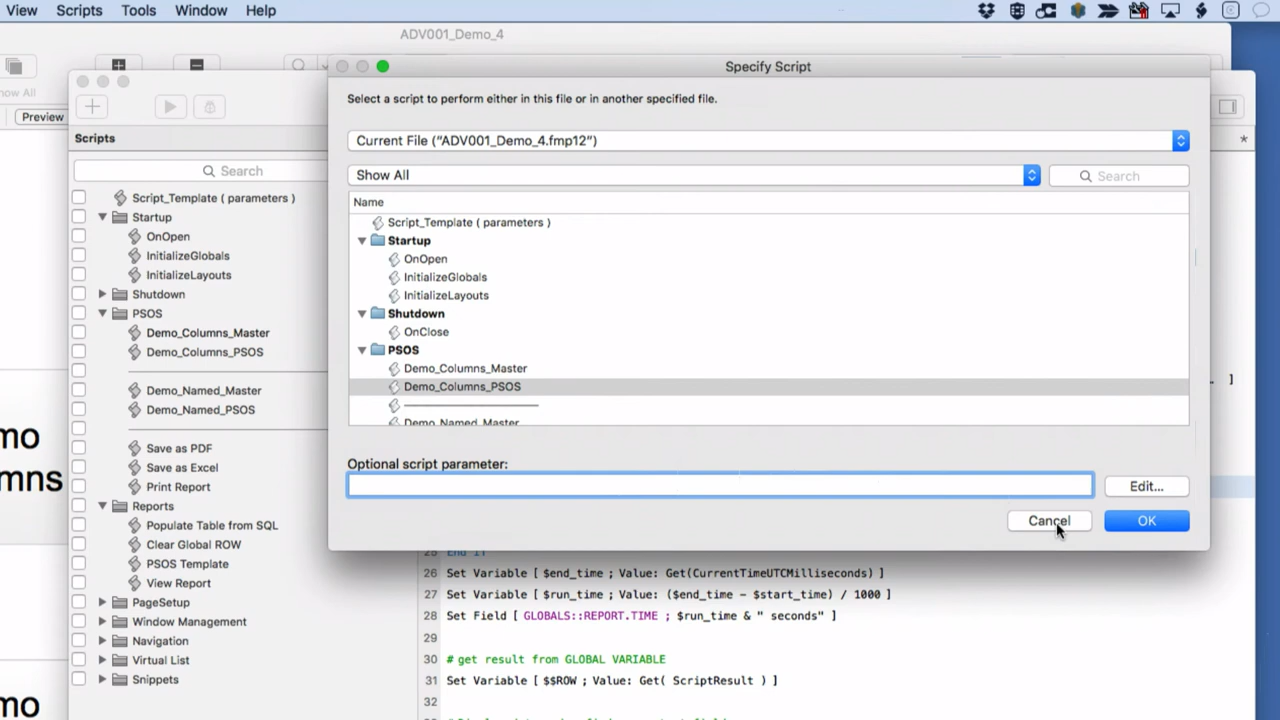 View Scripts Tools Window Help
ADV001_Demo_4
how All
Preview
Scripts
Search
Script_Template ( parameters )
Startup
OnOpen
InitializeGlobals
InitializeLayouts
Shutdown
PSOS
Demo_Columns_Master
Demo_Columns_PSOS
Demo_Named_Master
Demo_Named_PSOS
Save as PDF
Save as Excel
Print Report
Reports
Populate Table from SQL
Clear Global ROW
PSOS Template
View Report
PageSetup
Window Management
Navigation
Virtual List
Snippets
mo
mns
mo
Specify Script
Select a script to perform either in this file or in another specified file.
Current File ("ADV001_Demo_4.fmp12")
Show All
Search
Name
Script_Template ( parameters )
Startup
OnOpen
InitializeGlobals
InitializeLayouts
Shutdown
OnClose
PSOS
Demo_Columns_Master
Demo_Columns_PSOS
Demo_Named_Master
Optional script parameter:
Edit...
Cancel OK
*
. ]
25 End If
26 Set Variable [ $end_time ; Value: Get(CurrentTimeUTCMilliseconds) ]
27 Set Variable [ $run_time ; Value: ($end_time - $start_time) / 1000 ]
28 Set Field [ GLOBALS::REPORT.TIME ; $run_time & " seconds" ]
29
30 # get result from GLOBAL VARIABLE
31 Set Variable [ $$ROW ; Value: Get( ScriptResult ) ]
32